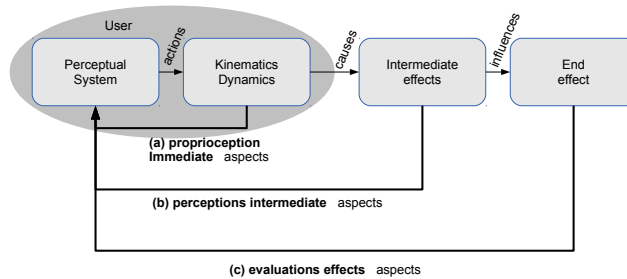 User
Perceptual
System
actions
Kinematics
Dynamics
causes
Intermediate
effects
influences
End
effect
(a) proprioception
Immediate aspects
(b) perceptions intermediate aspects
(c) evaluations effects aspects